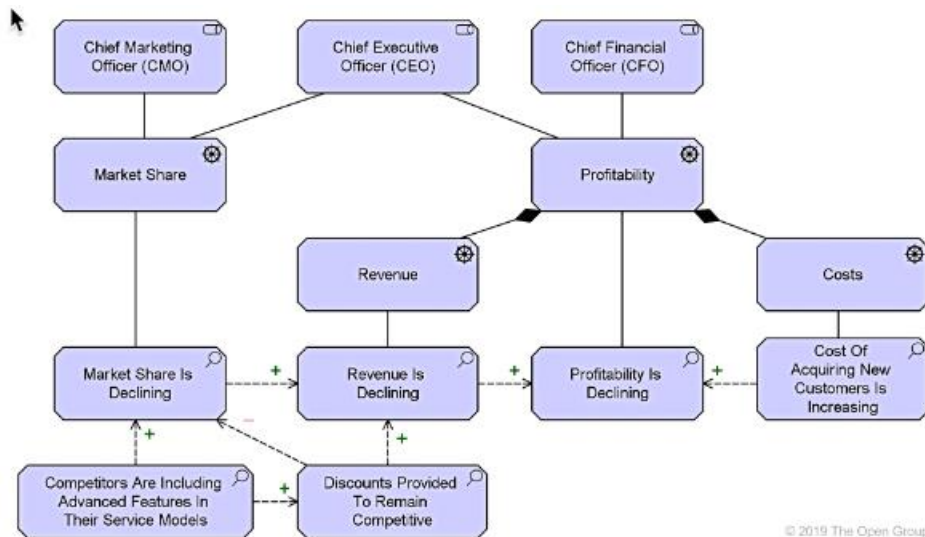 Chief Marketing
Officer (CMO)
Chief Executive
Officer (CEO)
Chief Financial
Officer (CFO)
Market Share
Profitability
Revenue
Costs
Market Share Is
Declining
+
Revenue Is
Declining
+
Profitability Is
Declining
+
Cost Of
Acquiring New
Customers Is
Increasing
+
−
+
Competitors Are Including
Advanced Features In
Their Service Models
+
Discounts Provided
To Remain
Competitive
© 2019 The Open Group